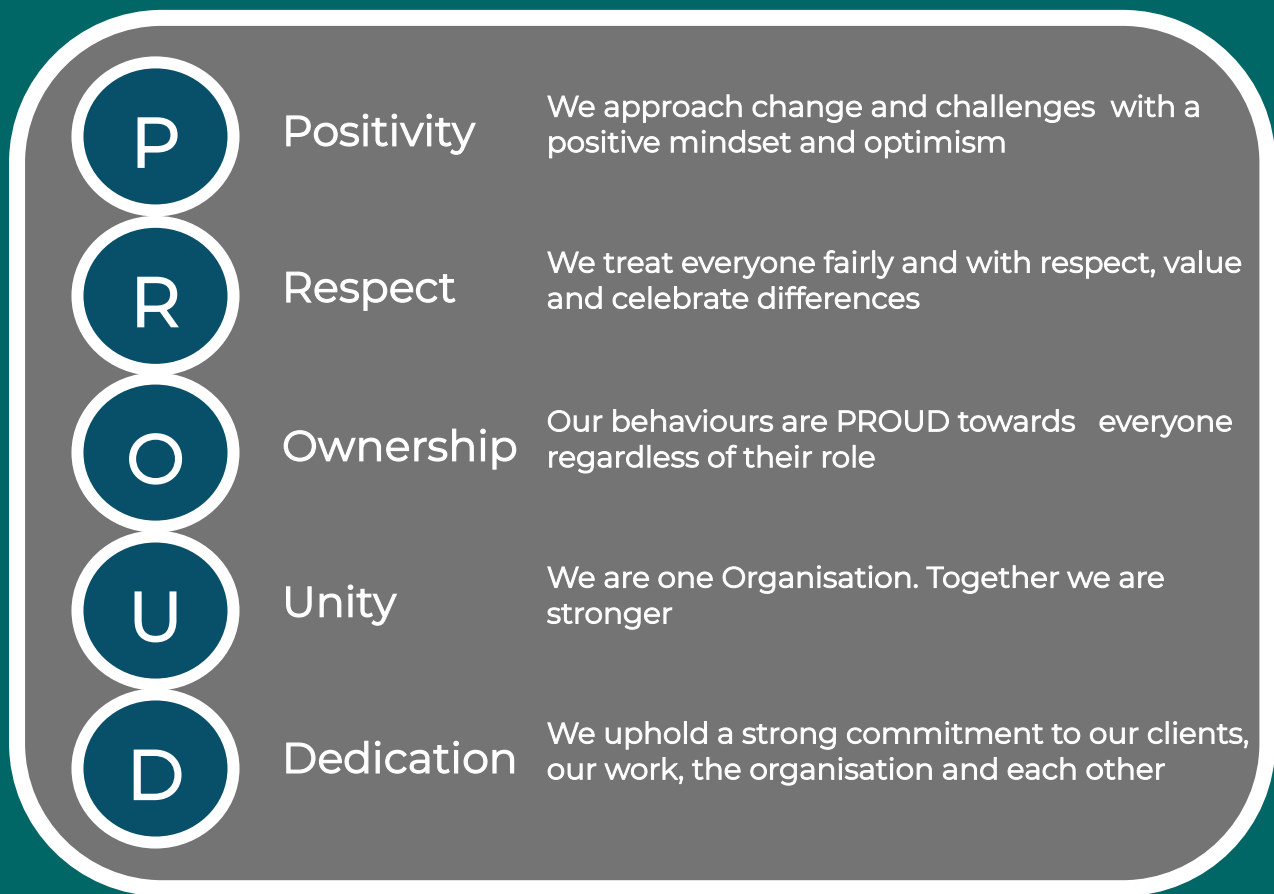 P
Positivity
We approach change and challenges  with a
positive mindset and optimism
R
Respect
We treat everyone fairly and with respect, value
and celebrate differences
O
Ownership
Our behaviours are PROUD towards   everyone
regardless of their role
U
Unity
We are one Organisation. Together we are
stronger
D
Dedication
We uphold a strong commitment to our clients,
our work, the organisation and each other